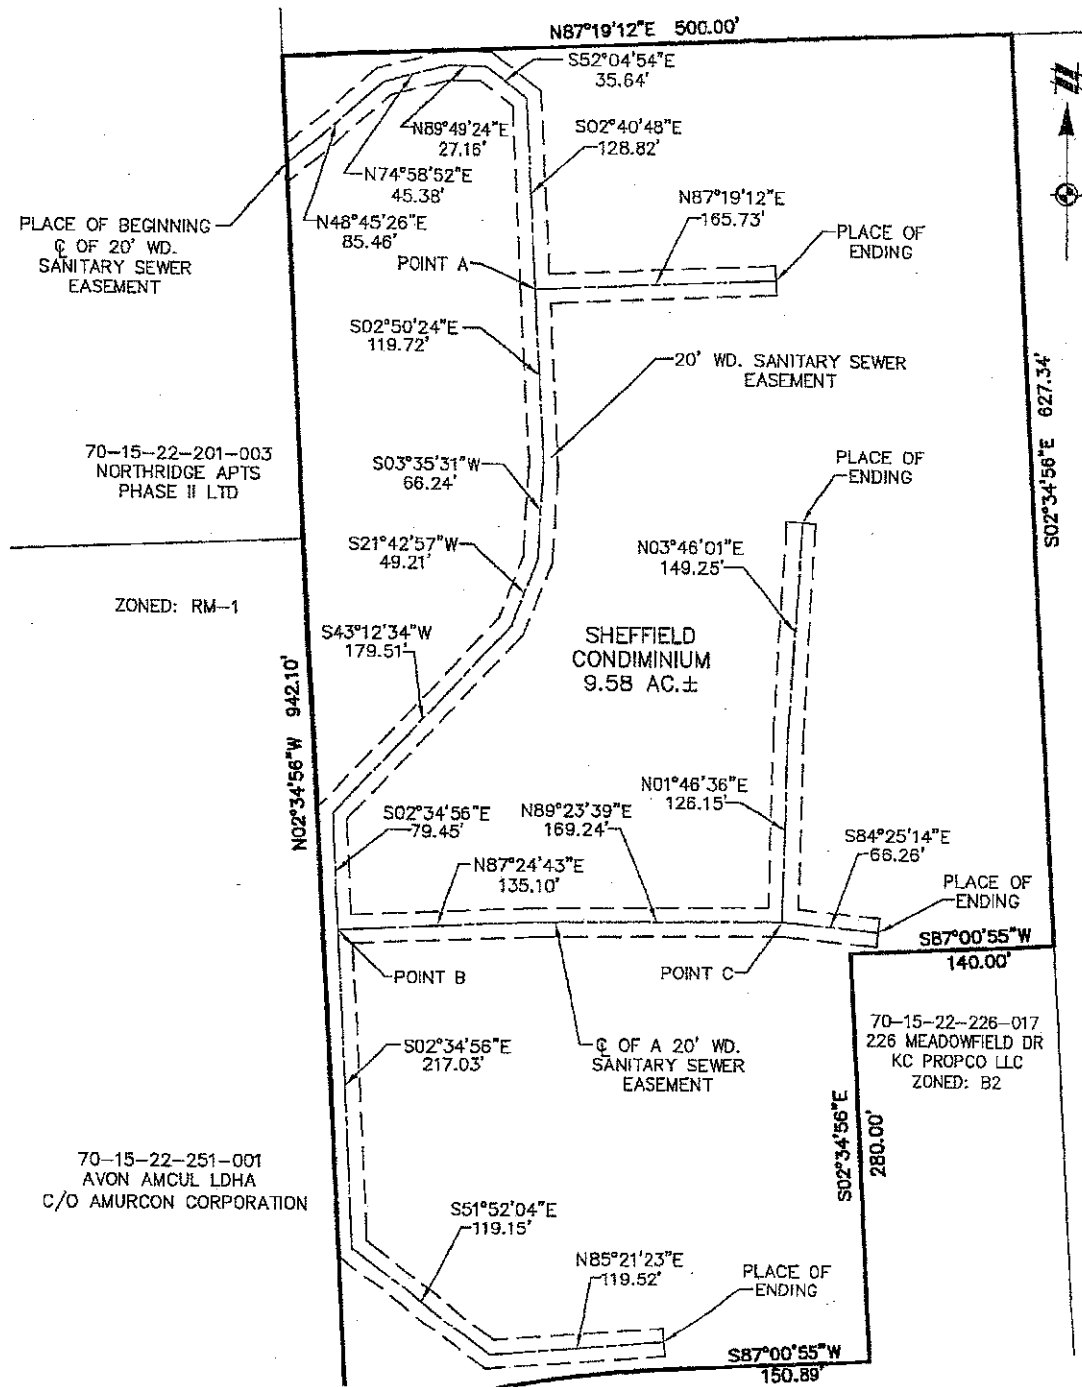 N87°19'12"E 500.00'
S52°04'54"E
35.64'
N89°49'24"E
27.16'
S02°40'48"E
128.82'
N74°58'52"E
45.38'
N87°19'12"E
165.73'
N48°45'26"E
85.46'
PLACE OF BEGINNING
℄ OF 20' WD.
SANITARY SEWER
EASEMENT
PLACE OF
ENDING
POINT A
S02°50'24"E
119.72'
20' WD. SANITARY SEWER
EASEMENT
S02°34'56"E 627.34'
70-15-22-201-003
NORTHRIDGE APTS
PHASE II LTD
S03°35'31"W
66.24'
PLACE OF
ENDING
S21°42'57"W
49.21'
N03°46'01"E
149.25'
ZONED: RM-1
S43°12'34"W
179.51'
SHEFFIELD
CONDIMINIUM
9.58 AC.±
N02°34'56"W 942.10'
S02°34'56"E
79.45'
N89°23'39"E
169.24'
N01°46'36"E
126.15'
S84°25'14"E
66.26'
N87°24'43"E
135.10'
PLACE OF
ENDING
S87°00'55"W
140.00'
POINT B
POINT C
70-15-22-226-017
226 MEADOWFIELD DR
KC PROPCO LLC
ZONED: B2
S02°34'56"E
217.03'
℄ OF A 20' WD.
SANITARY SEWER
EASEMENT
S02°34'56"E
280.00'
70-15-22-251-001
AVON AMCUL LDHA
C/O AMURCON CORPORATION
S51°52'04"E
119.15'
N85°21'23"E
119.52'
PLACE OF
ENDING
S87°00'55"W
150.89'